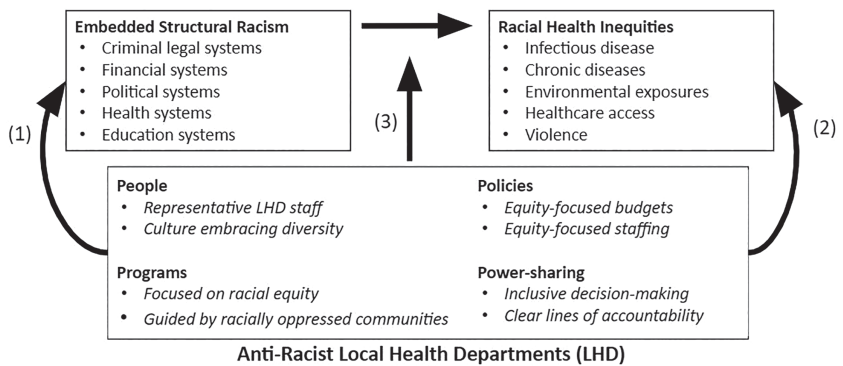 Embedded Structural Racism
• Criminal legal systems
• Financial systems
• Political systems
• Health systems
• Education systems
Racial Health Inequities
• Infectious disease
• Chronic diseases
• Environmental exposures
• Healthcare access
• Violence
(1)
(3)
(2)
People
• Representative LHD staff
• Culture embracing diversity
Policies
• Equity-focused budgets
• Equity-focused staffing
Programs
• Focused on racial equity
• Guided by racially oppressed communities
Power-sharing
• Inclusive decision-making
• Clear lines of accountability
Anti-Racist Local Health Departments (LHD)